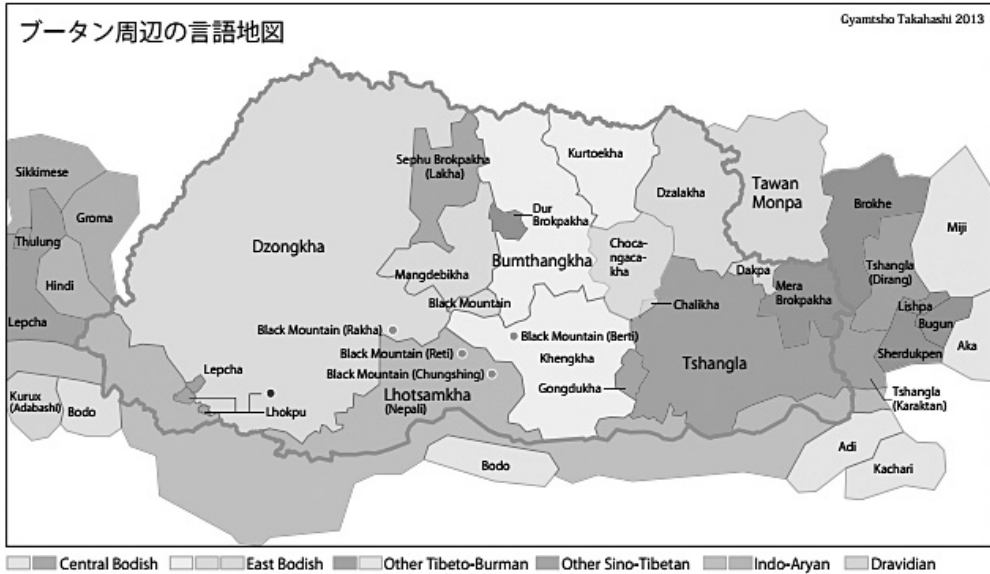 ブータン周辺の言語地図
Gyamtsho Takahashi 2013
Sikkimese
Groma
Thulung
Hindi
Lepcha
Kurux
(Adabashi)
Bodo
Dzongkha
Sephu Brokpakha
(Lakha)
Mangdebikha
Black Mountain
Black Mountain (Rakha)
Black Mountain (Reti)
Black Mountain (Chungshing)
Lepcha
Lhokpu
Lhotsamkha
(Nepali)
Dur
Brokpakha
Bumthangkha
Kurtoekha
Black Mountain (Berti)
Khengkha
Gongdukha
Bodo
Choca-
ngaca-
kha
Dzalakha
Chalikha
Tshangla
Dakpa
Mera
Brokpakha
Tawan
Monpa
Brokhe
Tshangla
(Dirang)
Miji
Lishpa
Bugun
Sherdukpen
Aka
Tshangla
(Karaktan)
Adi
Kachari
Central Bodish
East Bodish
Other Tibeto-Burman
Other Sino-Tibetan
Indo-Aryan
Dravidian